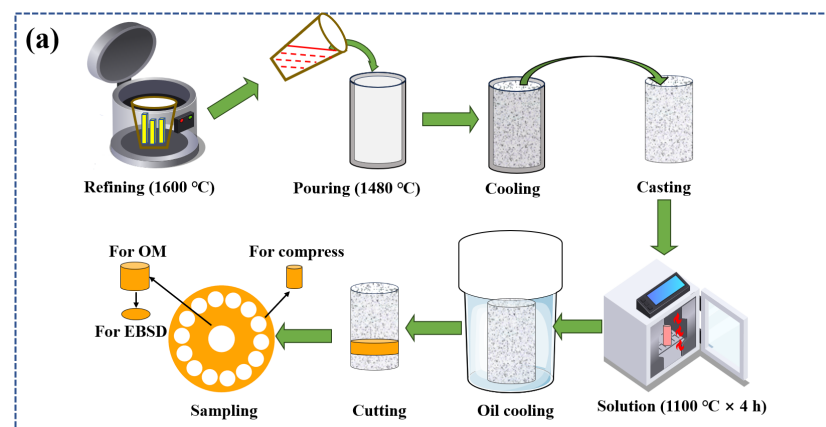 (a)
Refining (1600 ℃)
Pouring (1480 ℃)
Cooling
Casting
For OM
For compress
For EBSD
Sampling
Cutting
Oil cooling
Solution (1100 ℃ × 4 h)